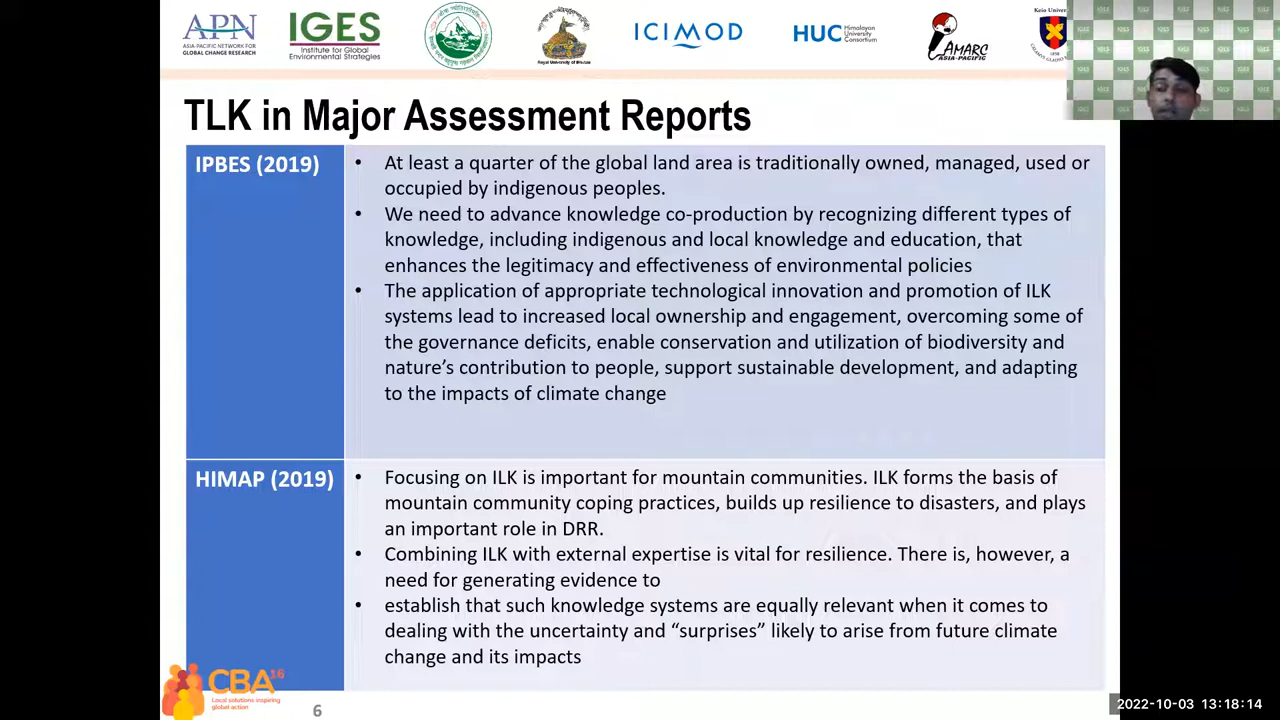 APN
ASIA-PACIFIC NETWORK FOR
GLOBAL CHANGE RESEARCH
IGES
Institute for Global
Environmental Strategies
Royal University of Bhutan
ICIMOD
HUC Himalayan
University
Consortium
AMARC
ASIA-PACIFIC
Keio Univer
TLK in Major Assessment Reports
IPBES (2019)
• At least a quarter of the global land area is traditionally owned, managed, used or
occupied by indigenous peoples.
• We need to advance knowledge co-production by recognizing different types of
knowledge, including indigenous and local knowledge and education, that
enhances the legitimacy and effectiveness of environmental policies
• The application of appropriate technological innovation and promotion of ILK
systems lead to increased local ownership and engagement, overcoming some of
the governance deficits, enable conservation and utilization of biodiversity and
nature’s contribution to people, support sustainable development, and adapting
to the impacts of climate change
HIMAP (2019)
• Focusing on ILK is important for mountain communities. ILK forms the basis of
mountain community coping practices, builds up resilience to disasters, and plays
an important role in DRR.
• Combining ILK with external expertise is vital for resilience. There is, however, a
need for generating evidence to
• establish that such knowledge systems are equally relevant when it comes to
dealing with the uncertainty and “surprises” likely to arise from future climate
change and its impacts
CBA16
Local solutions inspiring
global action
6
2022-10-03 13:18:14